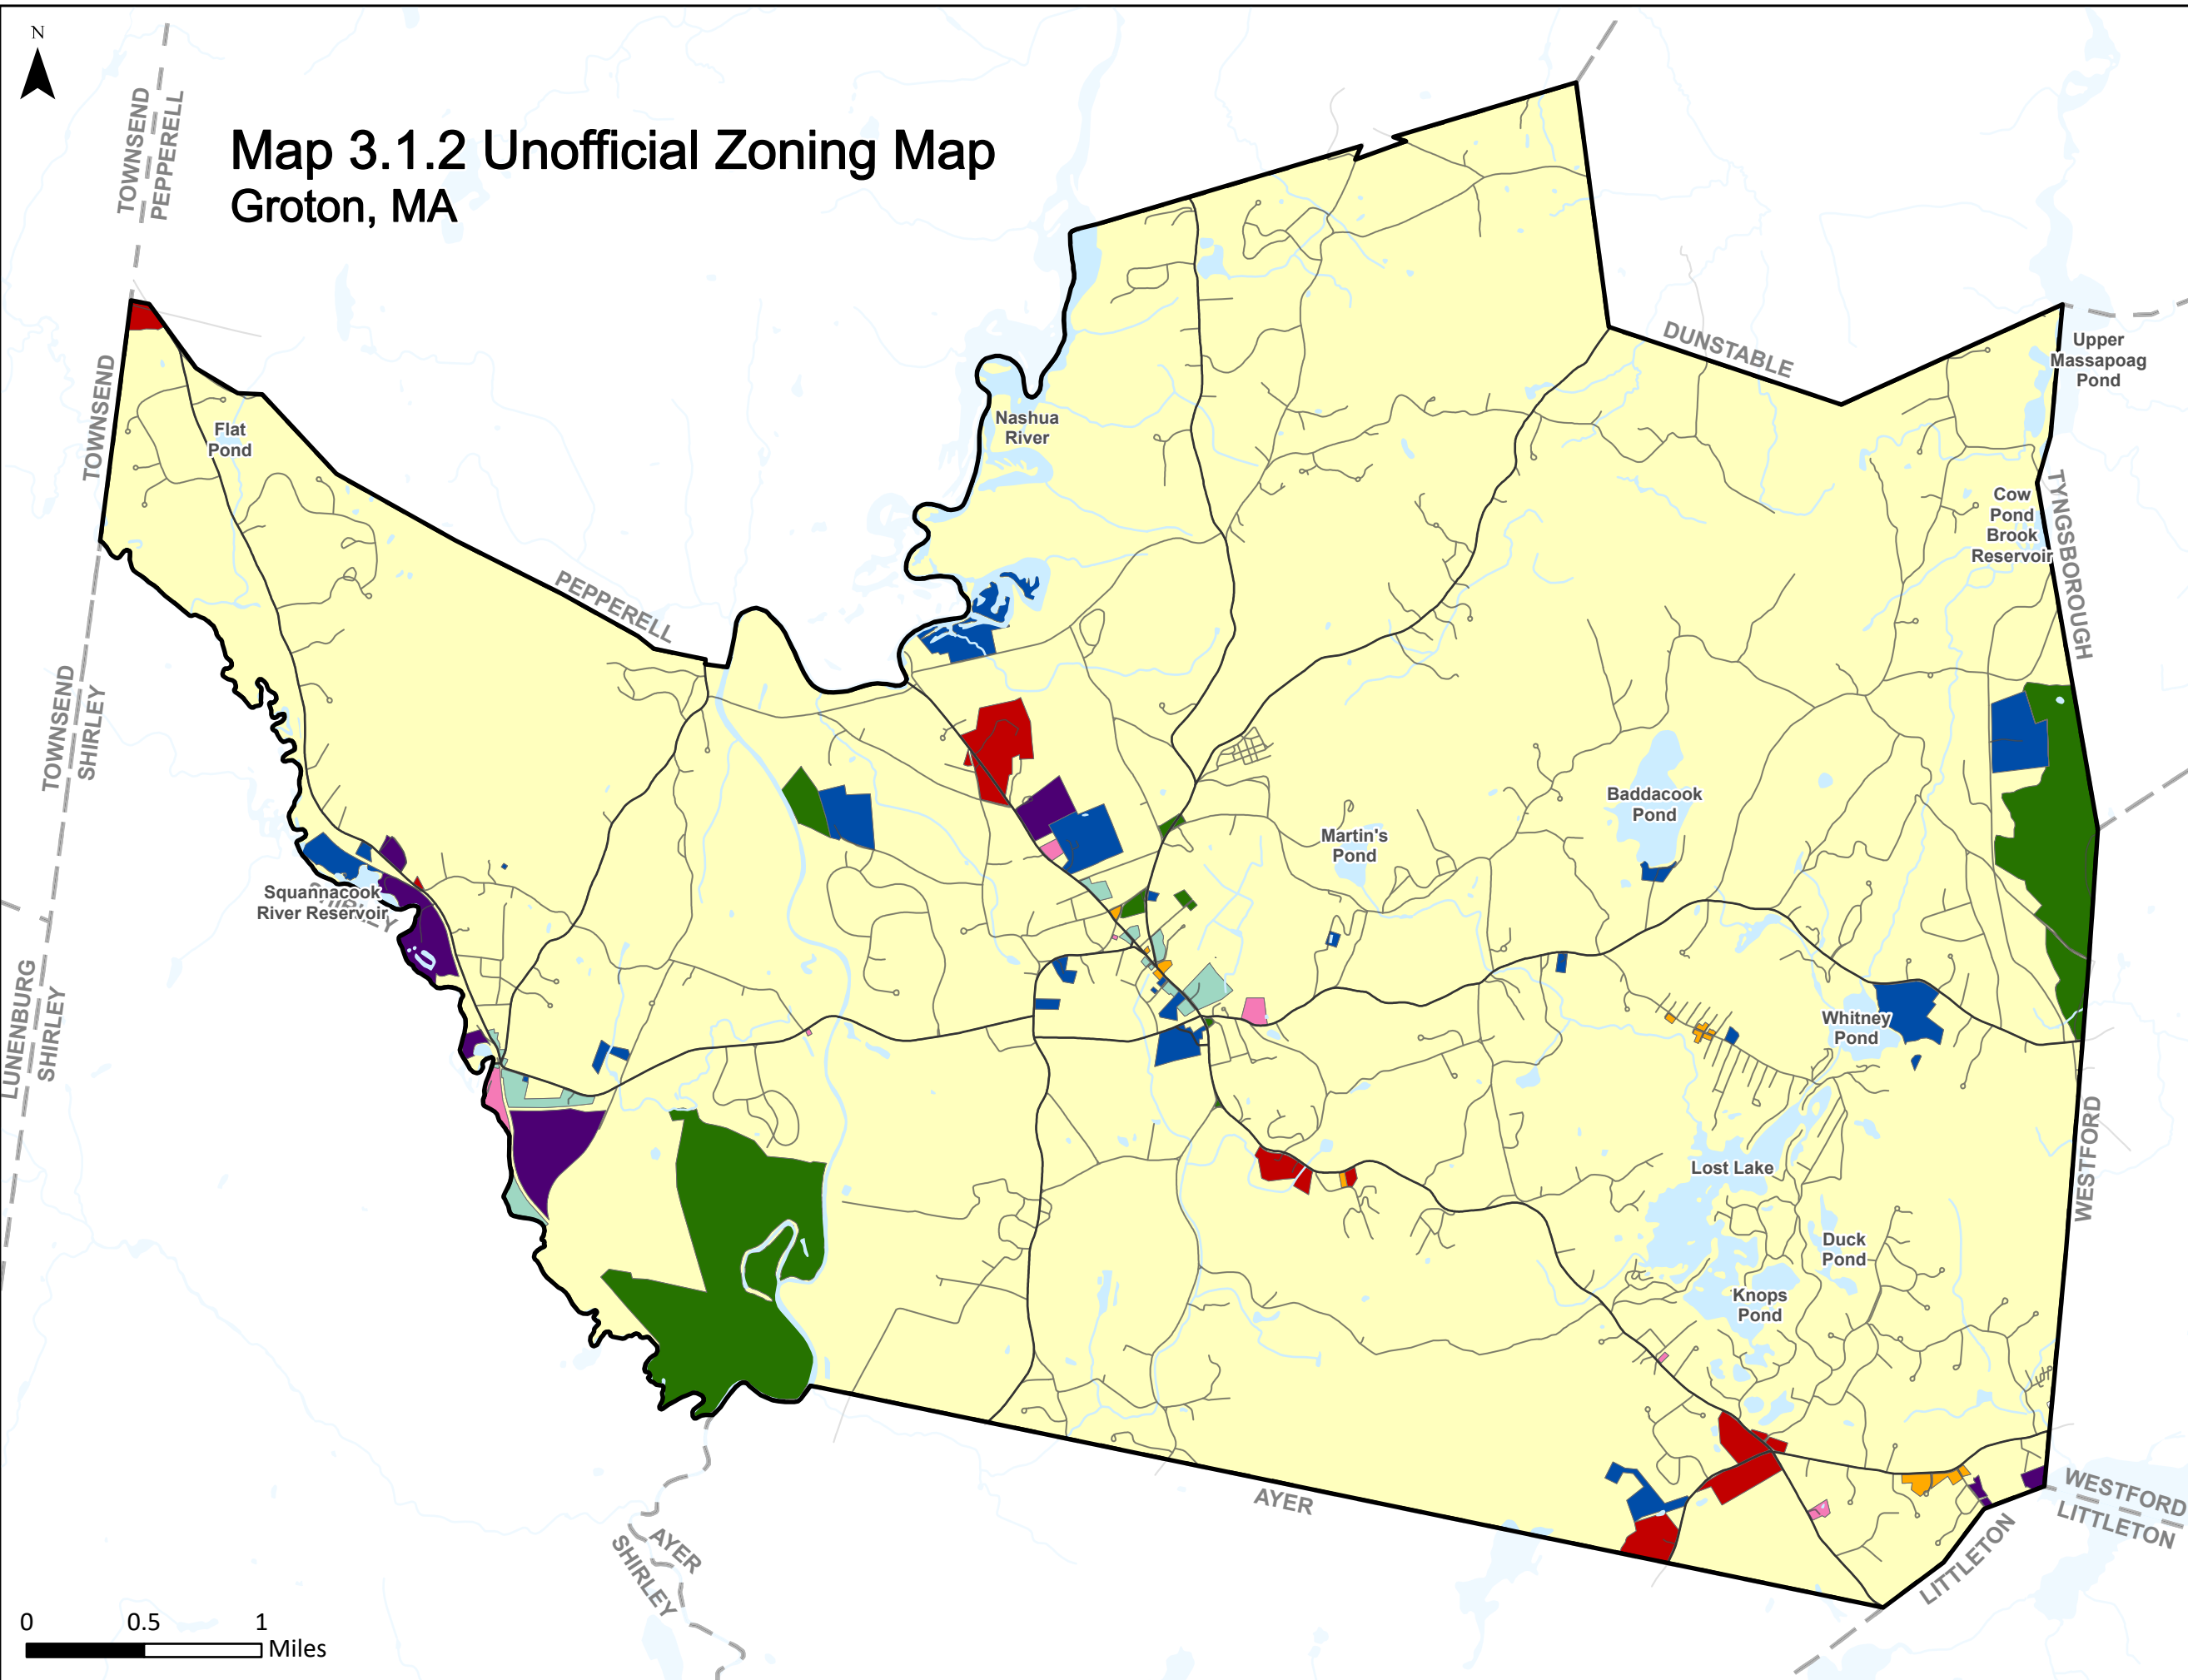 N
Map 3.1.2 Unofficial Zoning Map
Groton, MA
TOWNSEND
PEPPERELL
TOWNSEND
Flat
Pond
PEPPERELL
Nashua
River
DUNSTABLE
Upper
Massapoag
Pond
Cow
Pond
Brook
Reservoir
TYNGSBOROUGH
TOWNSEND
SHIRLEY
Squannacook
River Reservoir
SHIRLEY
Martin's
Pond
Baddacook
Pond
LUNENBURG
SHIRLEY
Whitney
Pond
WESTFORD
Lost Lake
Duck
Pond
Knops
Pond
AYER
AYER
SHIRLEY
LITTLETON
WESTFORD
LITTLETON
0 0.5 1
Miles